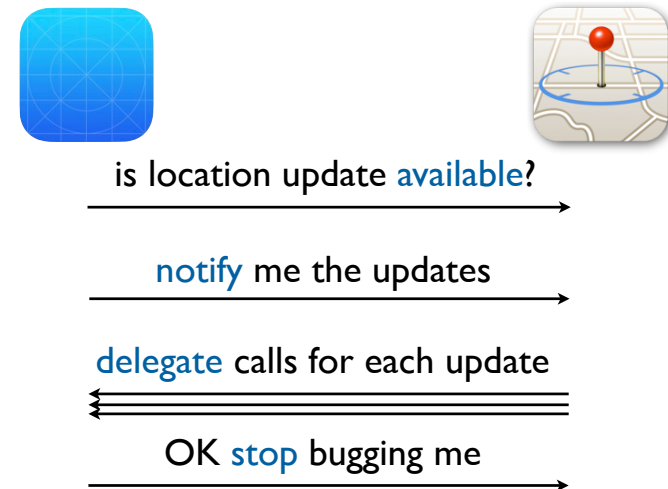 is location update available?
notify me the updates
delegate calls for each update
OK stop bugging me